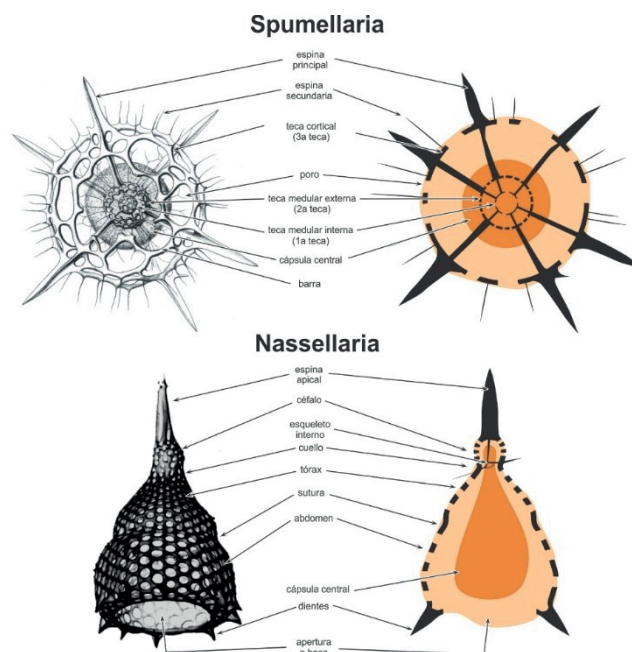 Spumellaria
espina
principal
espina
secundaria
teca cortical
(3a teca)
poro
teca medular externa
(2a teca)
teca medular interna
(1a teca)
cápsula central
barra
Nassellaria
espina
apical
céfalo
esqueleto
interno
cuello
tórax
sutura
abdomen
cápsula central
dientes
apertura
o boca